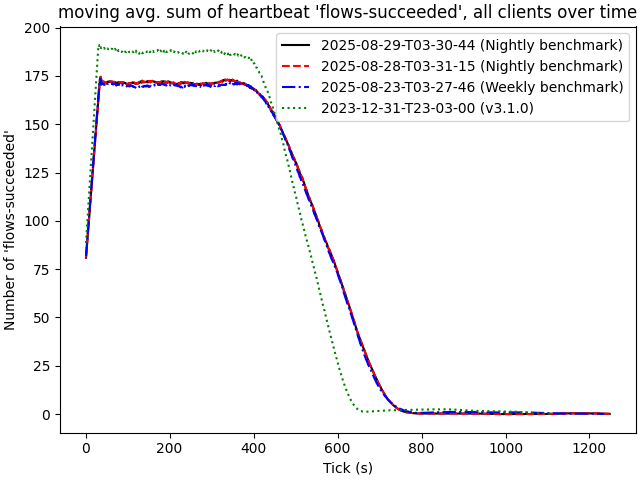 moving avg. sum of heartbeat 'flows-succeeded', all clients over time
200
175
150
125
100
75
50
25
0
Number of 'flows-succeeded'
2025-08-29-T03-30-44 (Nightly benchmark)
2025-08-28-T03-31-15 (Nightly benchmark)
2025-08-23-T03-27-46 (Weekly benchmark)
2023-12-31-T23-03-00 (v3.1.0)
0 200 400 600 800 1000 1200
Tick (s)